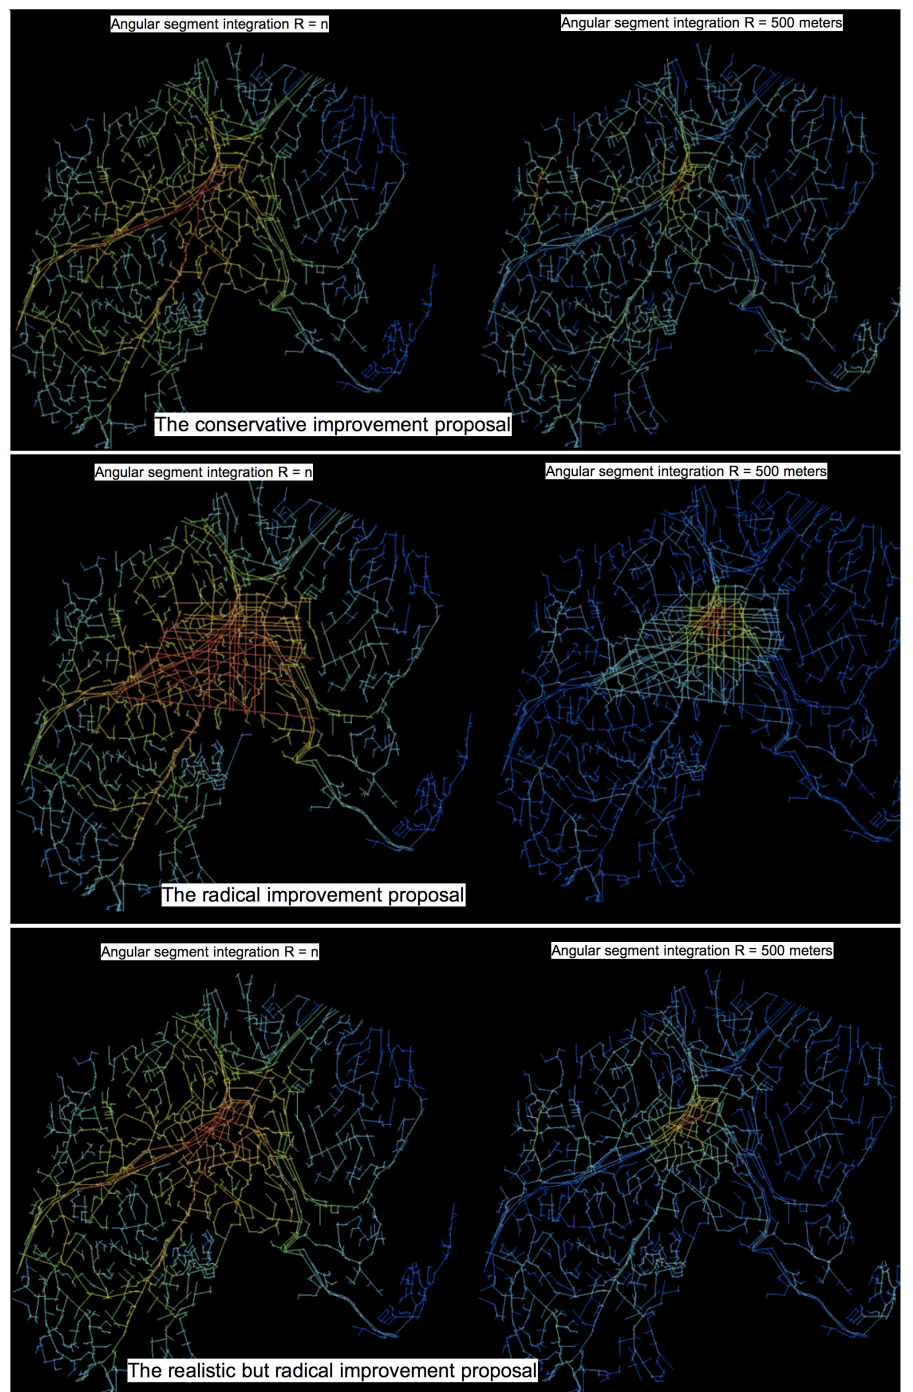 Angular segment integration R = n
Angular segment integration R = 500 meters
The conservative improvement proposal
Angular segment integration R = n
Angular segment integration R = 500 meters
The radical improvement proposal
Angular segment integration R = n
Angular segment integration R = 500 meters
The realistic but radical improvement proposal